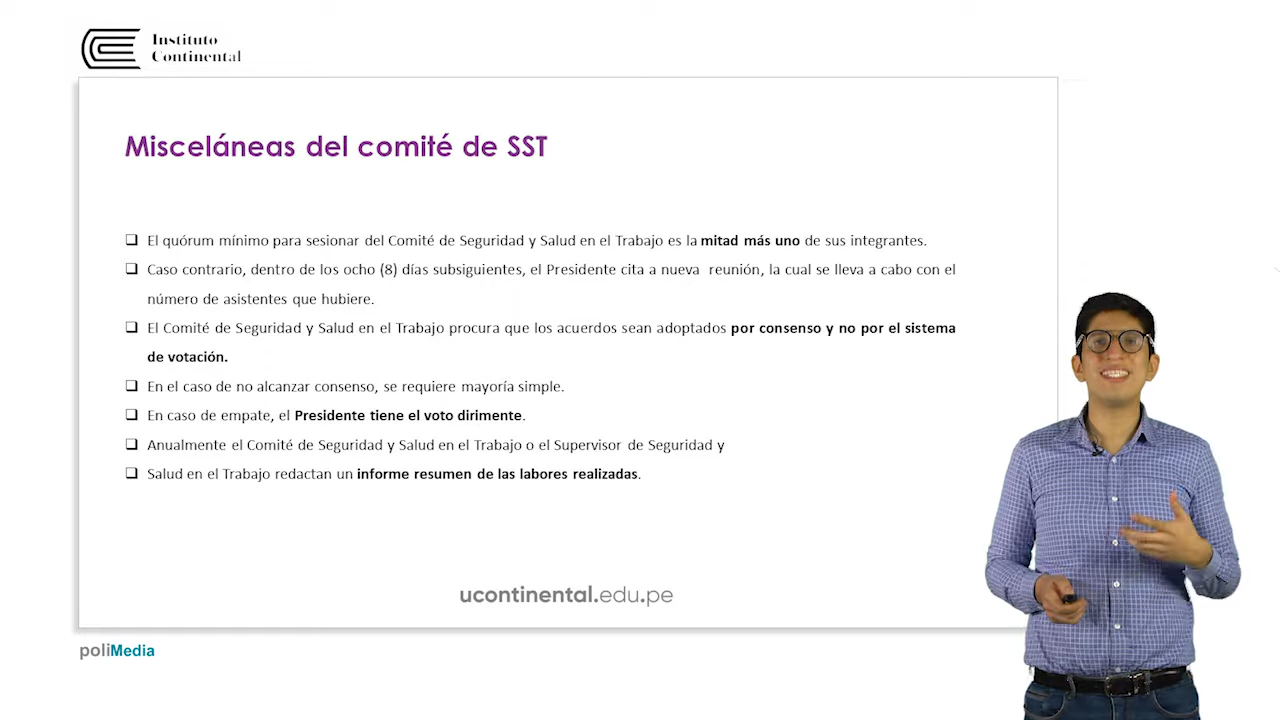 Instituto
Continental
Misceláneas del comité de SST
❑ El quórum mínimo para sesionar del Comité de Seguridad y Salud en el Trabajo es la mitad más uno de sus integrantes.
❑ Caso contrario, dentro de los ocho (8) días subsiguientes, el Presidente cita a nueva reunión, la cual se lleva a cabo con el
número de asistentes que hubiere.
❑ El Comité de Seguridad y Salud en el Trabajo procura que los acuerdos sean adoptados por consenso y no por el sistema
de votación.
❑ En el caso de no alcanzar consenso, se requiere mayoría simple.
❑ En caso de empate, el Presidente tiene el voto dirimente.
❑ Anualmente el Comité de Seguridad y Salud en el Trabajo o el Supervisor de Seguridad y
❑ Salud en el Trabajo redactan un informe resumen de las labores realizadas.
ucontinental.edu.pe
poliMedia